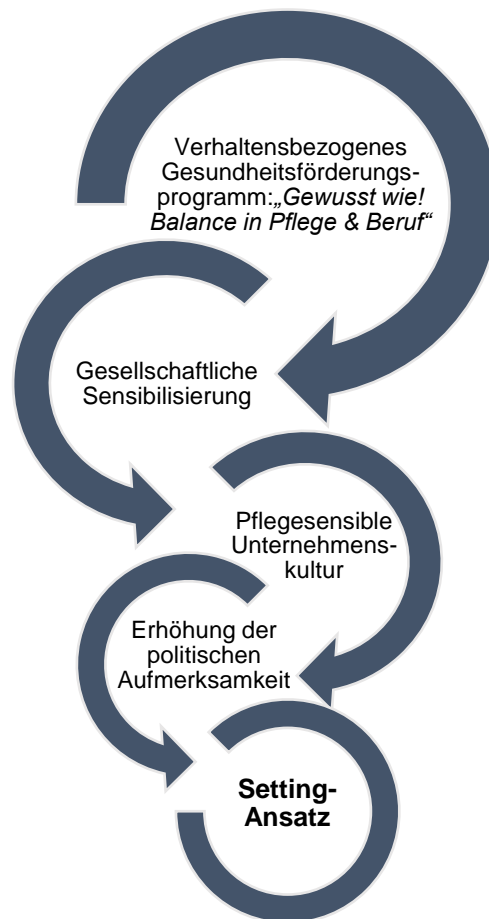 Verhaltensbezogenes
Gesundheitsförderungs-
programm:„Gewusst wie!
Balance in Pflege & Beruf“
Gesellschaftliche
Sensibilisierung
Pflegesensible
Unternehmens-
kultur
Erhöhung der
politischen
Aufmerksamkeit
Setting-
Ansatz